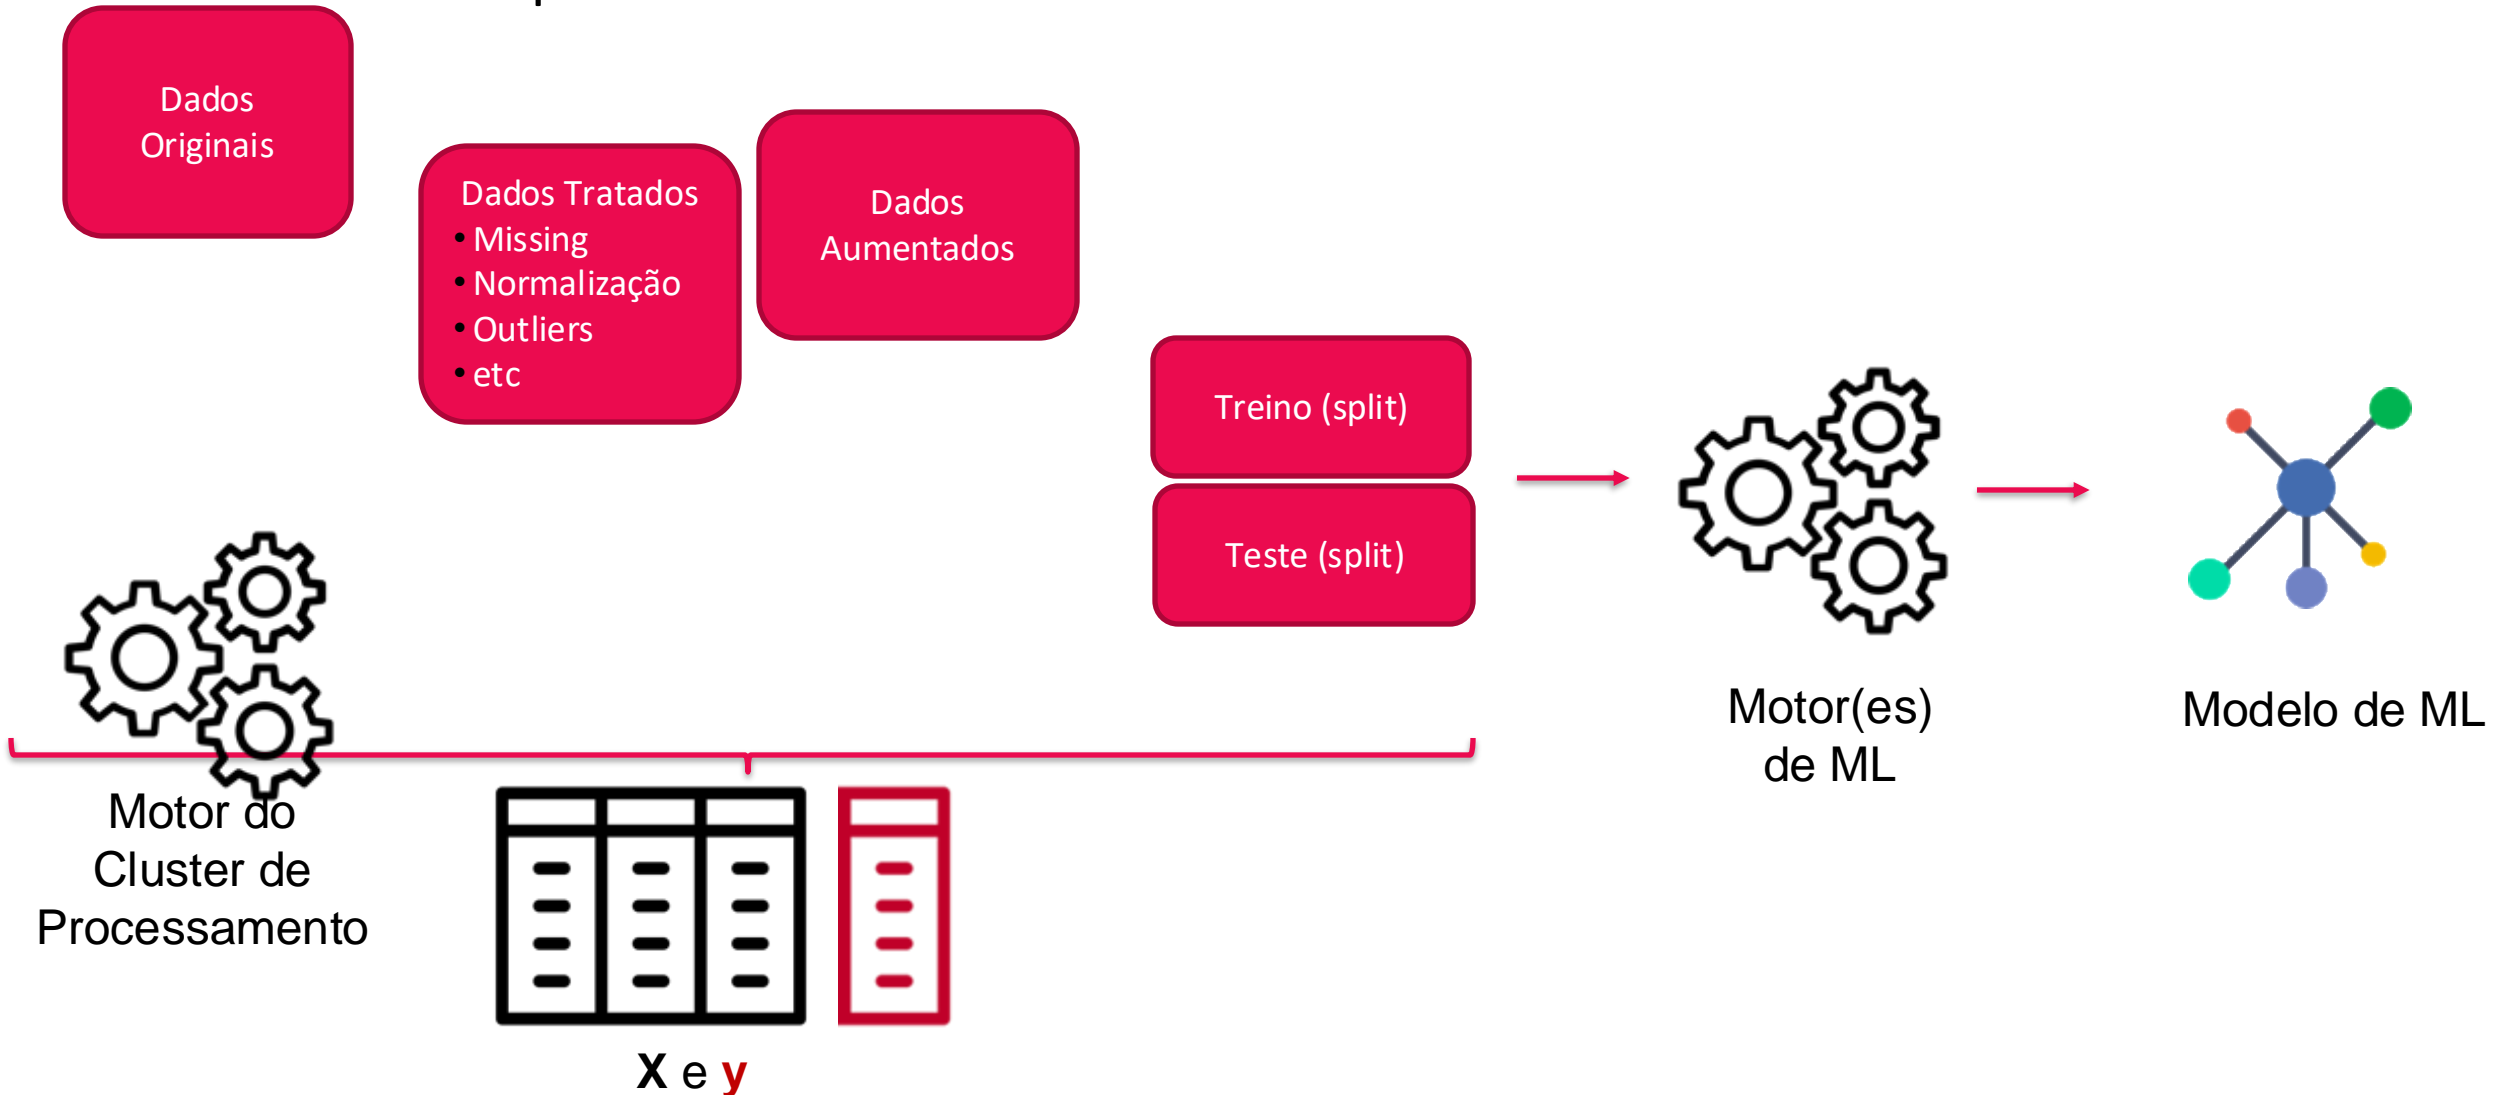 Dados
Originais
Dados Tratados
• Missing
• Normalização
• Outliers
• etc
Dados
Aumentados
Treino (split)
Teste (split)
Motor do
Cluster de
Processamento
X e y
Motor(es)
de ML
Modelo de ML